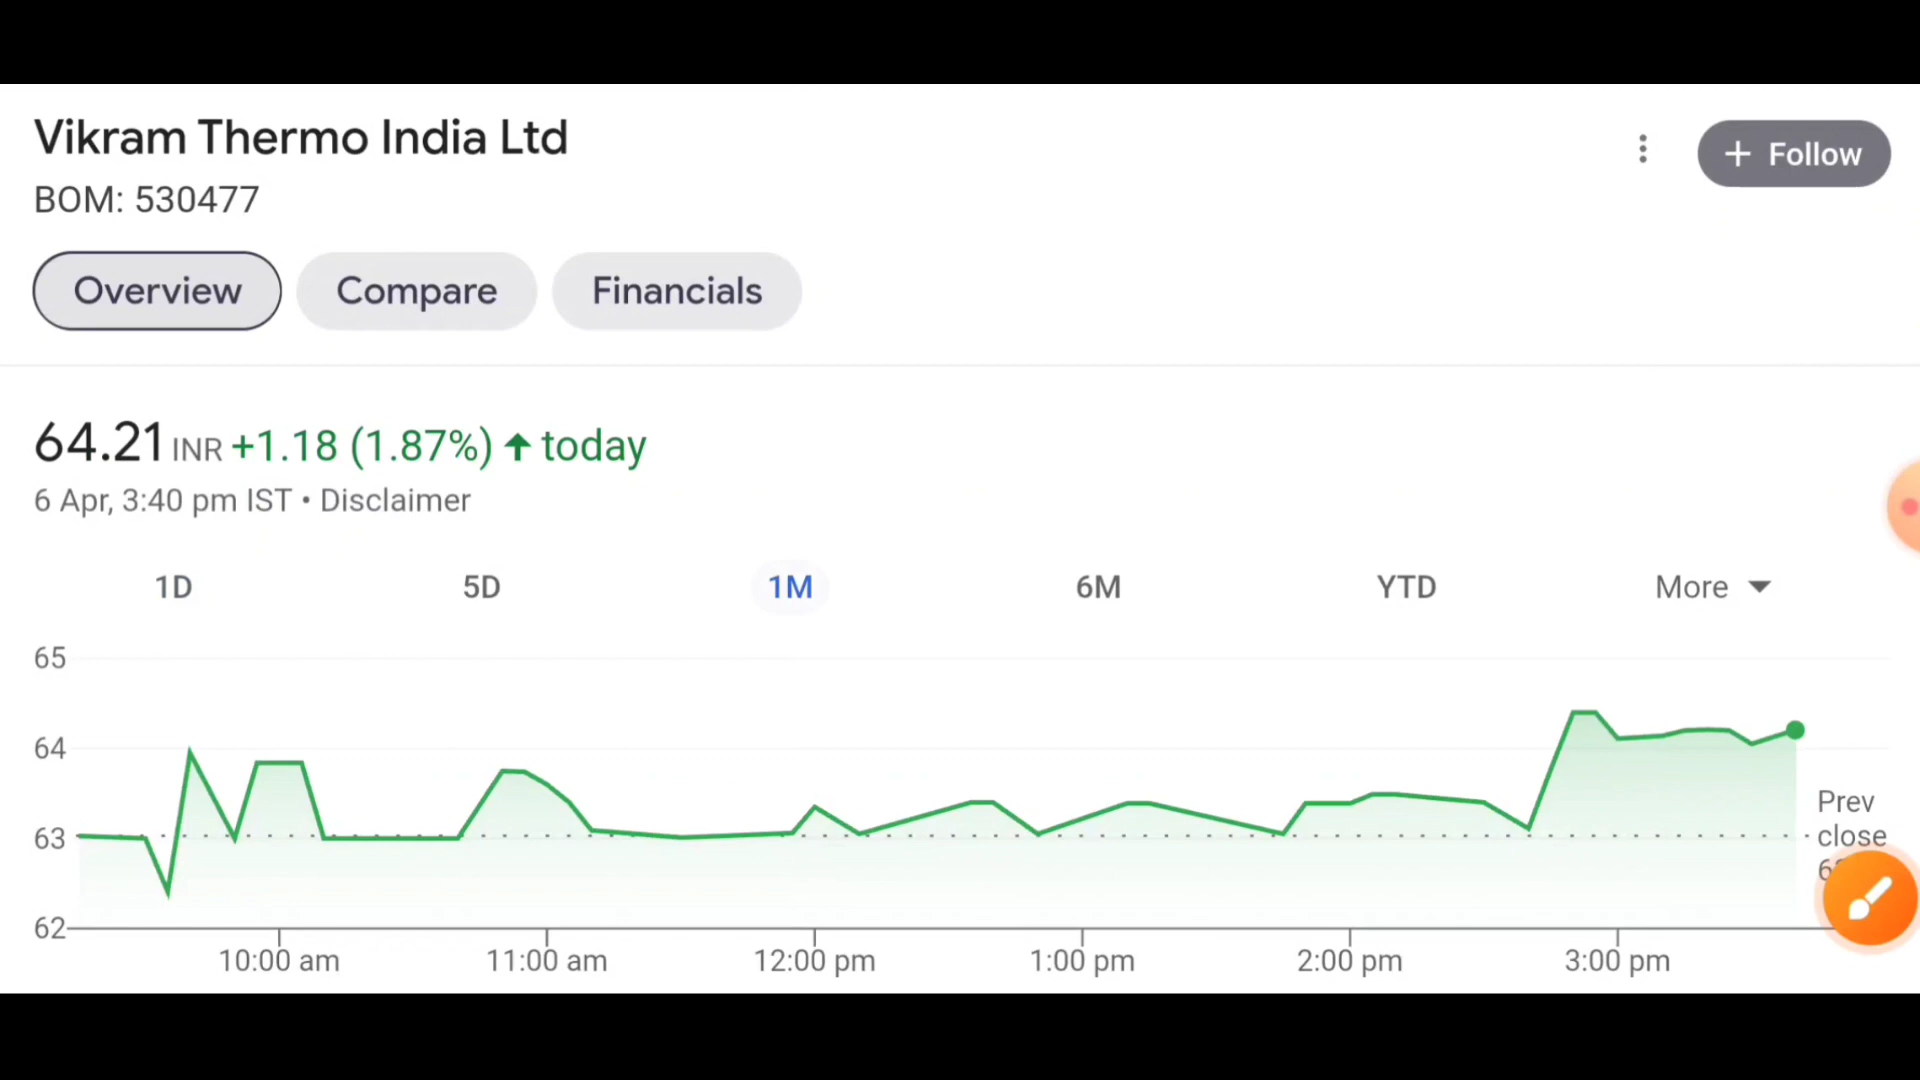 Vikram Thermo India Ltd
+ Follow
BOM: 530477
Overview
Compare
Financials
64.21 INR +1.18 (1.87%) ↑ today
6 Apr, 3:40 pm IST • Disclaimer
1D 5D 1M 6M YTD More
65
64
63
62
Prev
close
10:00 am 11:00 am 12:00 pm 1:00 pm 2:00 pm 3:00 pm